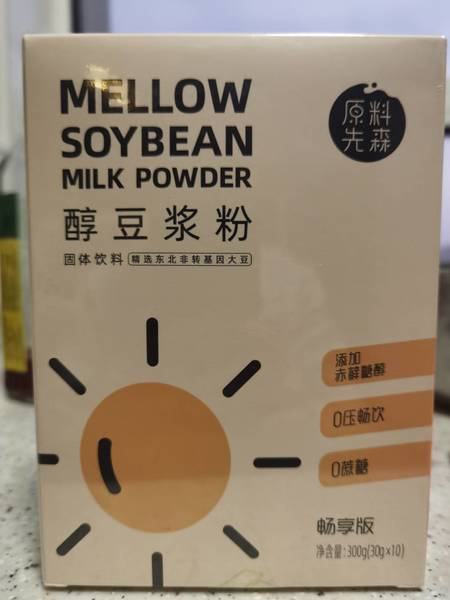 MELLOW
SOYBEAN
MILK POWDER
原料
先森
醇豆浆粉
固体饮料 精选东北非转基因大豆
添加
赤藓糖醇
0压畅饮
0蔗糖
畅享版
净含量:300g(30g×10)